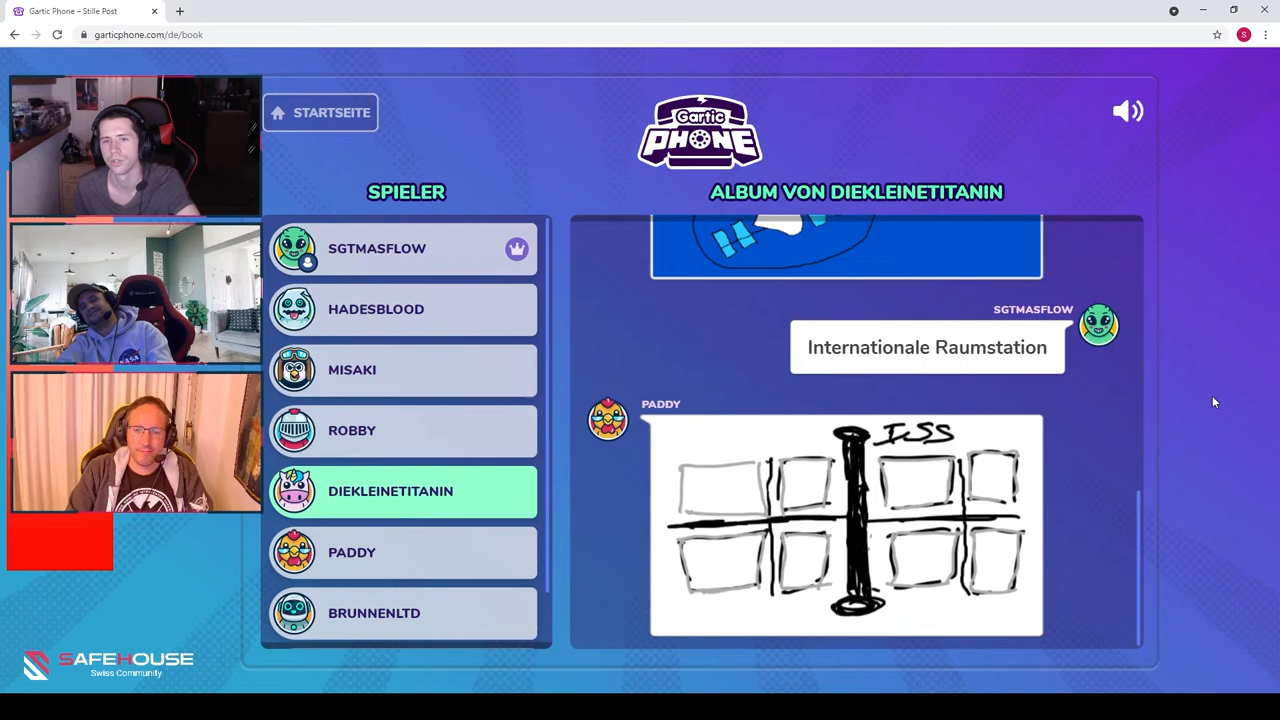 Gartic Phone – Stille Post
garticphone.com/de/book
S
STARTSEITE
Gartic
PHONE
SPIELER
ALBUM VON DIEKLEINETITANIN
SGTMASFLOW
HADESBLOOD
MISAKI
ROBBY
DIEKLEINETITANIN
PADDY
BRUNNENLTD
SGTMASFLOW
Internationale Raumstation
PADDY
ISS
NASA
SAFEHOUSE
Swiss Community